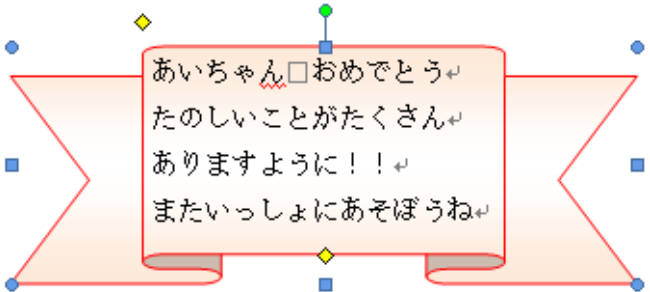 あいちゃん□おめでとう↵
たのしいことがたくさん↵
ありますように！！↵
またいっしょにあそぼうね↵